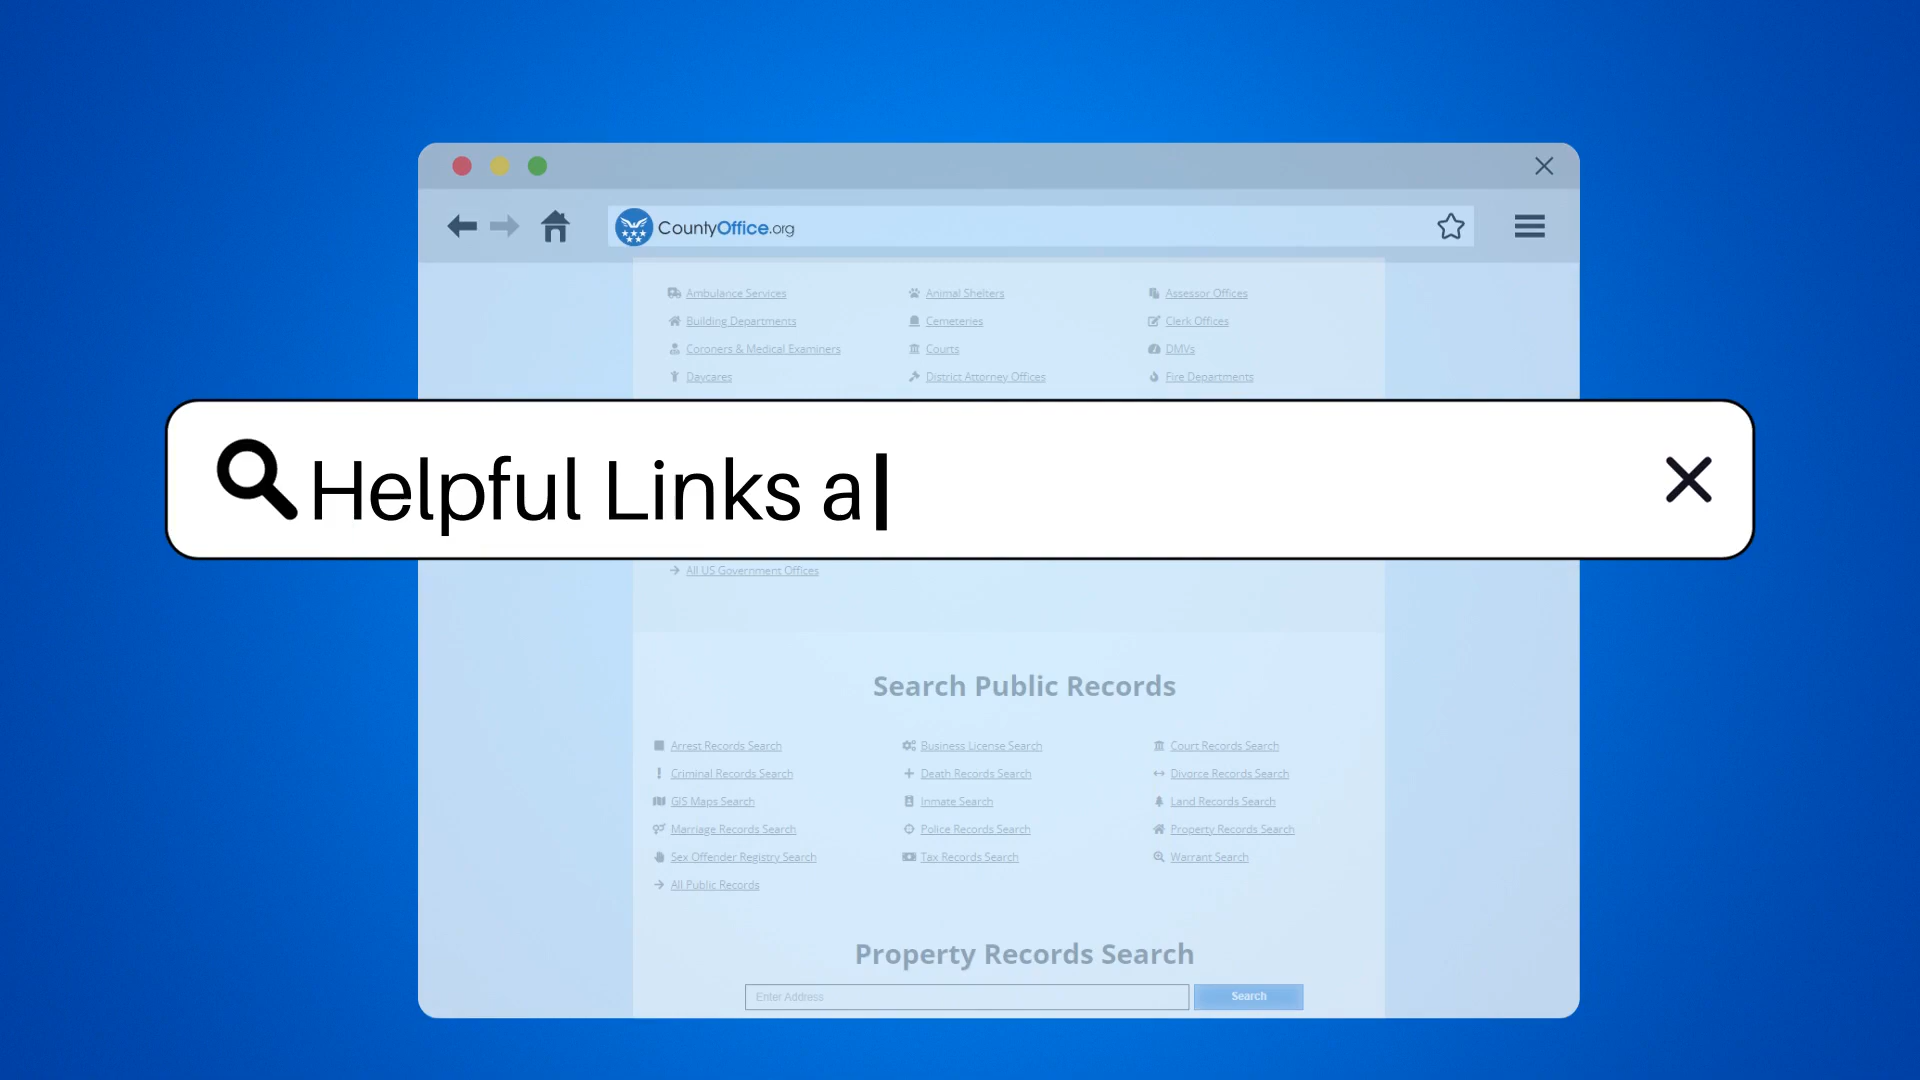 CountyOffice.org
Ambulance Services Animal Shelters Assessor Offices
Building Departments Cemeteries Clerk Offices
Coroners & Medical Examiners Courts DMVs
Daycares District Attorney Offices Fire Departments
Helpful Links a
All US Government Offices
Search Public Records
Arrest Records Search Business License Search Court Records Search
Criminal Records Search Death Records Search Divorce Records Search
GIS Maps Search Inmate Search Land Records Search
Marriage Records Search Police Records Search Property Records Search
Sex Offender Registry Search Tax Records Search Warrant Search
All Public Records
Property Records Search
Enter Address Search